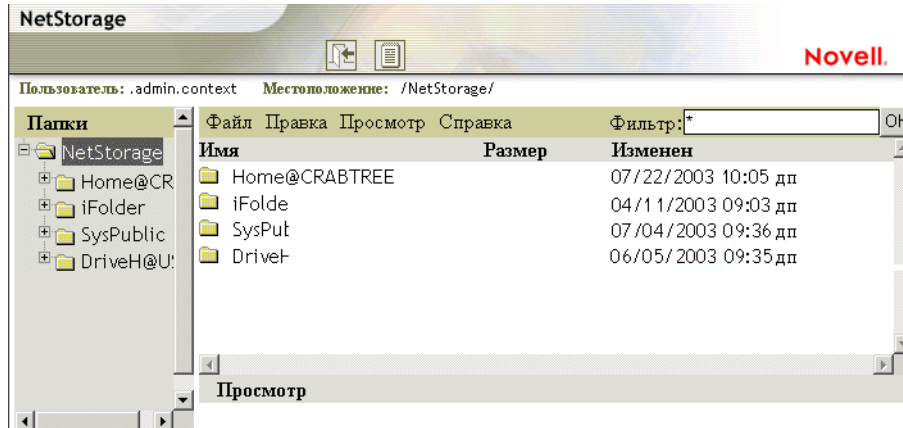 NetStorage
Novell.
Пользователь: .admin.context Местоположение: /NetStorage/
Папки
NetStorage
Home@CR
iFolder
SysPublic
DriveH@U
Файл Правка Просмотр Справка Фильтр:*
Имя Размер Изменен
Home@CRABTREE 07/22/2003 10:05 дп
iFolde 04/11/2003 09:03 дп
SysPut 07/04/2003 09:36 дп
DriveH 06/05/2003 09:35 дп
Просмотр